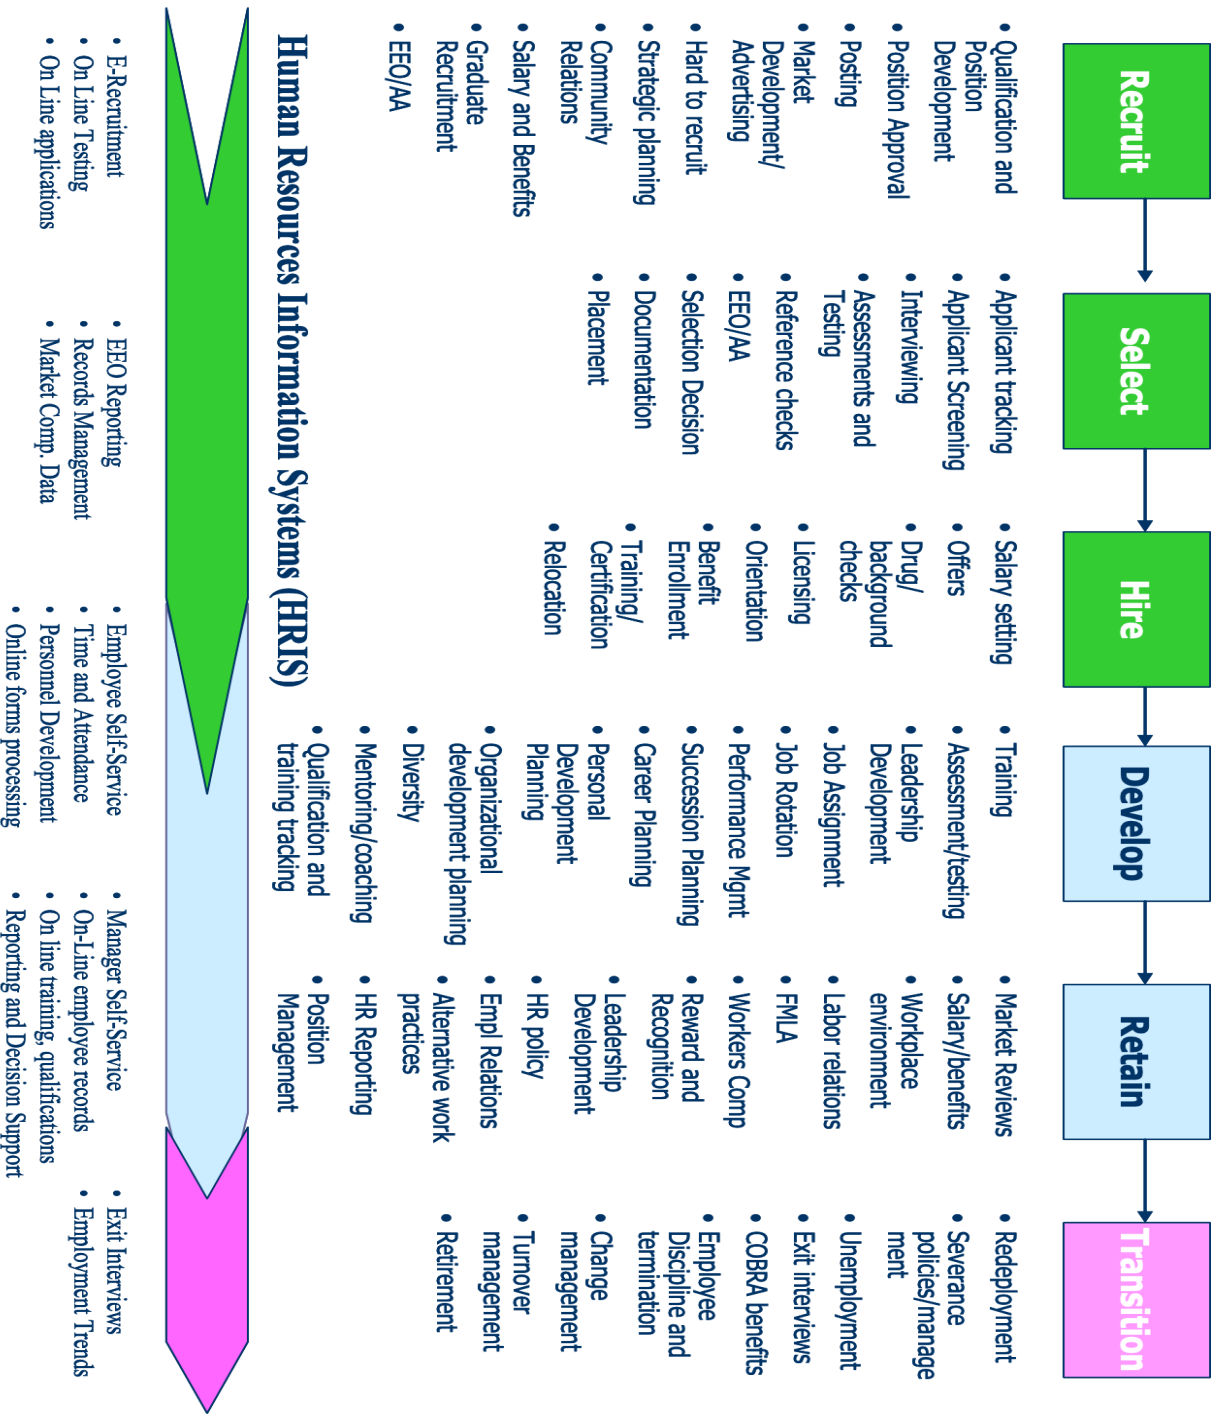 Recruit
• Qualification and
Position
Development
• Position Approval
• Posting
• Market
Development/
Advertising
• Hard to recruit
• Strategic planning
• Community
Relations
• Salary and Benefits
• Graduate
Recruitment
• EEO/AA
Select
• Applicant tracking
• Applicant Screening
• Interviewing
• Assessments and
Testing
• Reference checks
• EEO/AA
• Selection Decision
• Documentation
• Placement
Hire
• Salary setting
• Offers
• Drug/
background
checks
• Licensing
• Orientation
• Benefit
Enrollment
• Training/
Certification
• Relocation
Develop
• Training
• Assessment/testing
• Leadership
Development
• Job Assignment
• Job Rotation
• Performance Mgmt
• Succession Planning
• Career Planning
• Personal
Development
Planning
• Organizational
development planning
• Diversity
• Mentoring/coaching
• Qualification and
training tracking
Retain
• Market Reviews
• Salary/benefits
• Workplace
environment
• Labor relations
• FMLA
• Workers Comp
• Reward and
Recognition
• Leadership
Development
• HR policy
• Empl Relations
• Alternative work
practices
• HR Reporting
• Position
Management
Transition
• Redeployment
• Severance
policies/manage
ment
• Unemployment
• Exit interviews
• COBRA benefits
• Employee
Discipline and
termination
• Change
management
• Turnover
management
• Retirement
Human Resources Information Systems (HRIS)
• E-Recruitment
• On Line Testing
• On Line applications
• EEO Reporting
• Records Management
• Market Comp. Data
• Employee Self-Service
• Time and Attendance
• Personnel Development
• Online forms processing
• Manager Self-Service
• On-Line employee records
• On line training, qualifications
• Reporting and Decision Support
• Exit Interviews
• Employment Trends